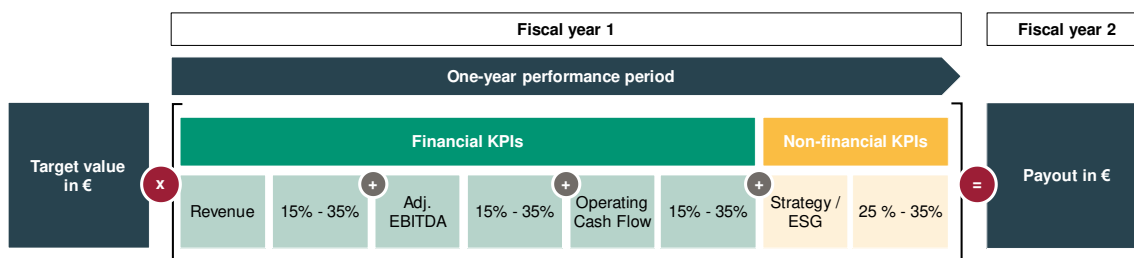 Fiscal year 1
Fiscal year 2
One-year performance period
Target value
in €
x
Financial KPIs
Non-financial KPIs
Revenue
15% - 35%
+
Adj.
EBITDA
15% - 35%
+
Operating
Cash Flow
15% - 35%
+
Strategy /
ESG
25 % - 35%
=
Payout in €